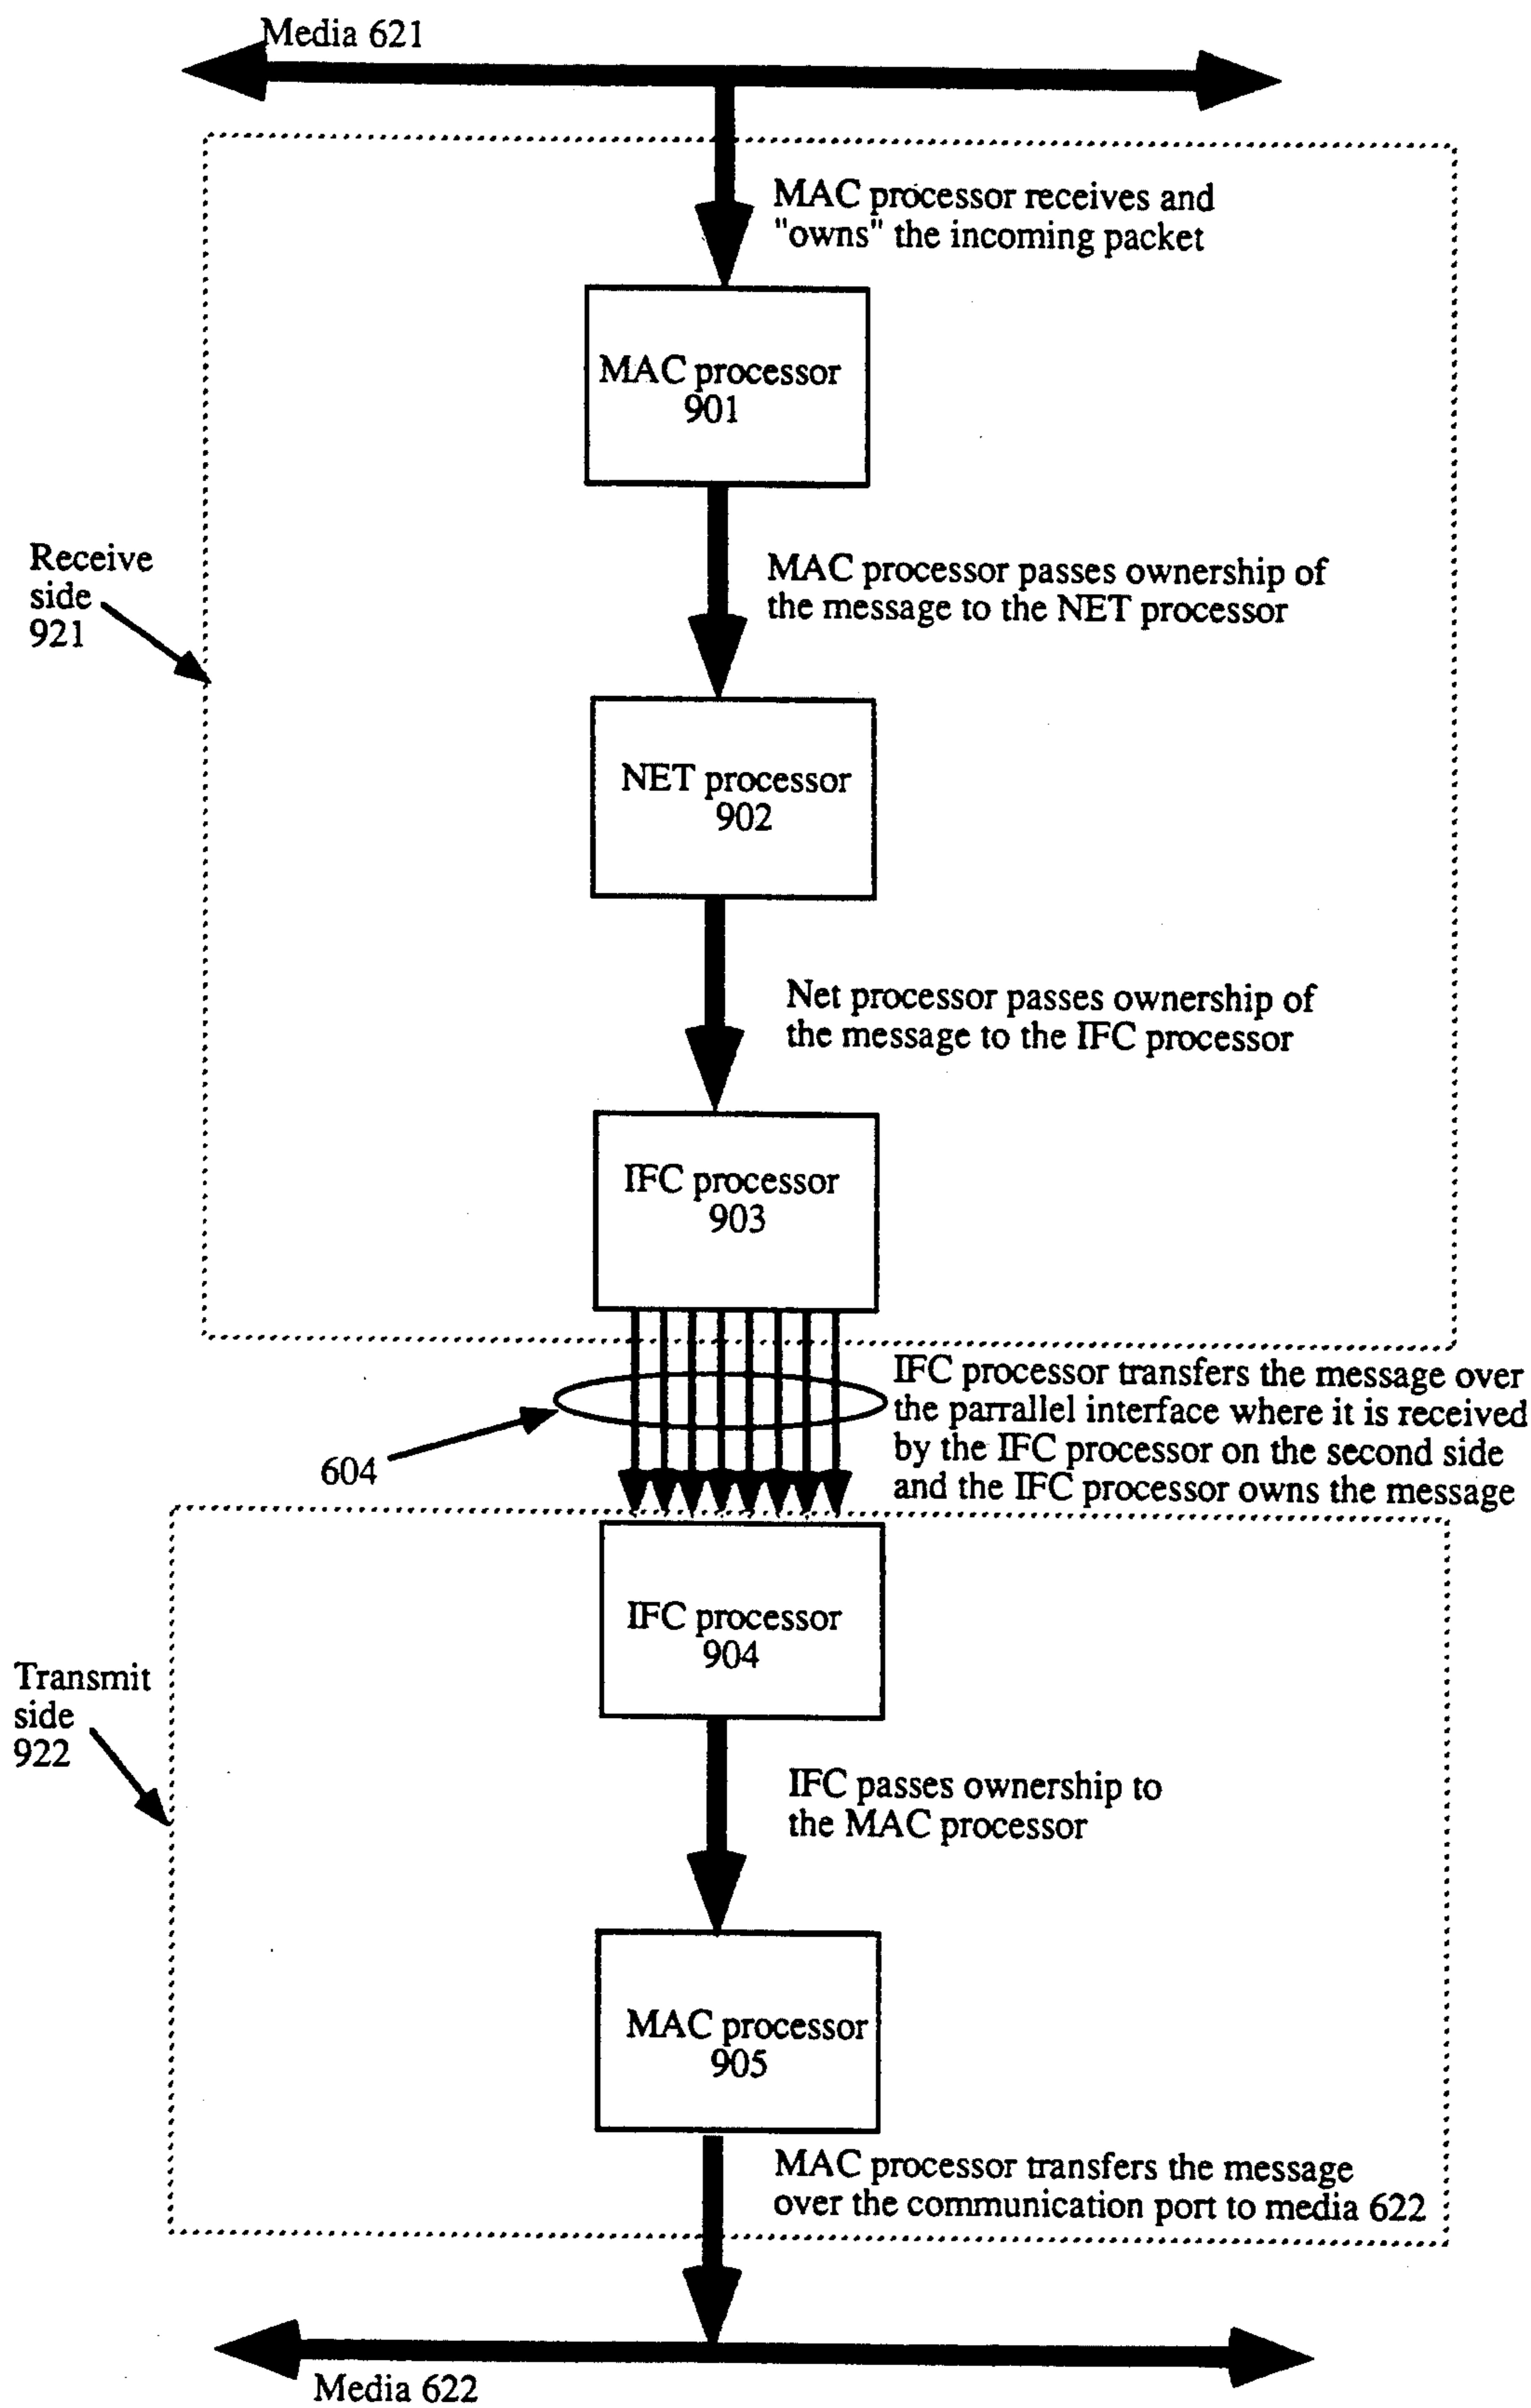 Media 621
MAC processor receives and
"owns" the incoming packet
MAC processor
901
Receive
side
921
MAC processor passes ownership of
the message to the NET processor
NET processor
902
Net processor passes ownership of
the message to the IFC processor
IFC processor
903
IFC processor transfers the message over
the parrallel interface where it is received
by the IFC processor on the second side
and the IFC processor owns the message
604
IFC processor
904
Transmit
side
922
IFC passes ownership to
the MAC processor
MAC processor
905
MAC processor transfers the message
over the communication port to media 622
Media 622